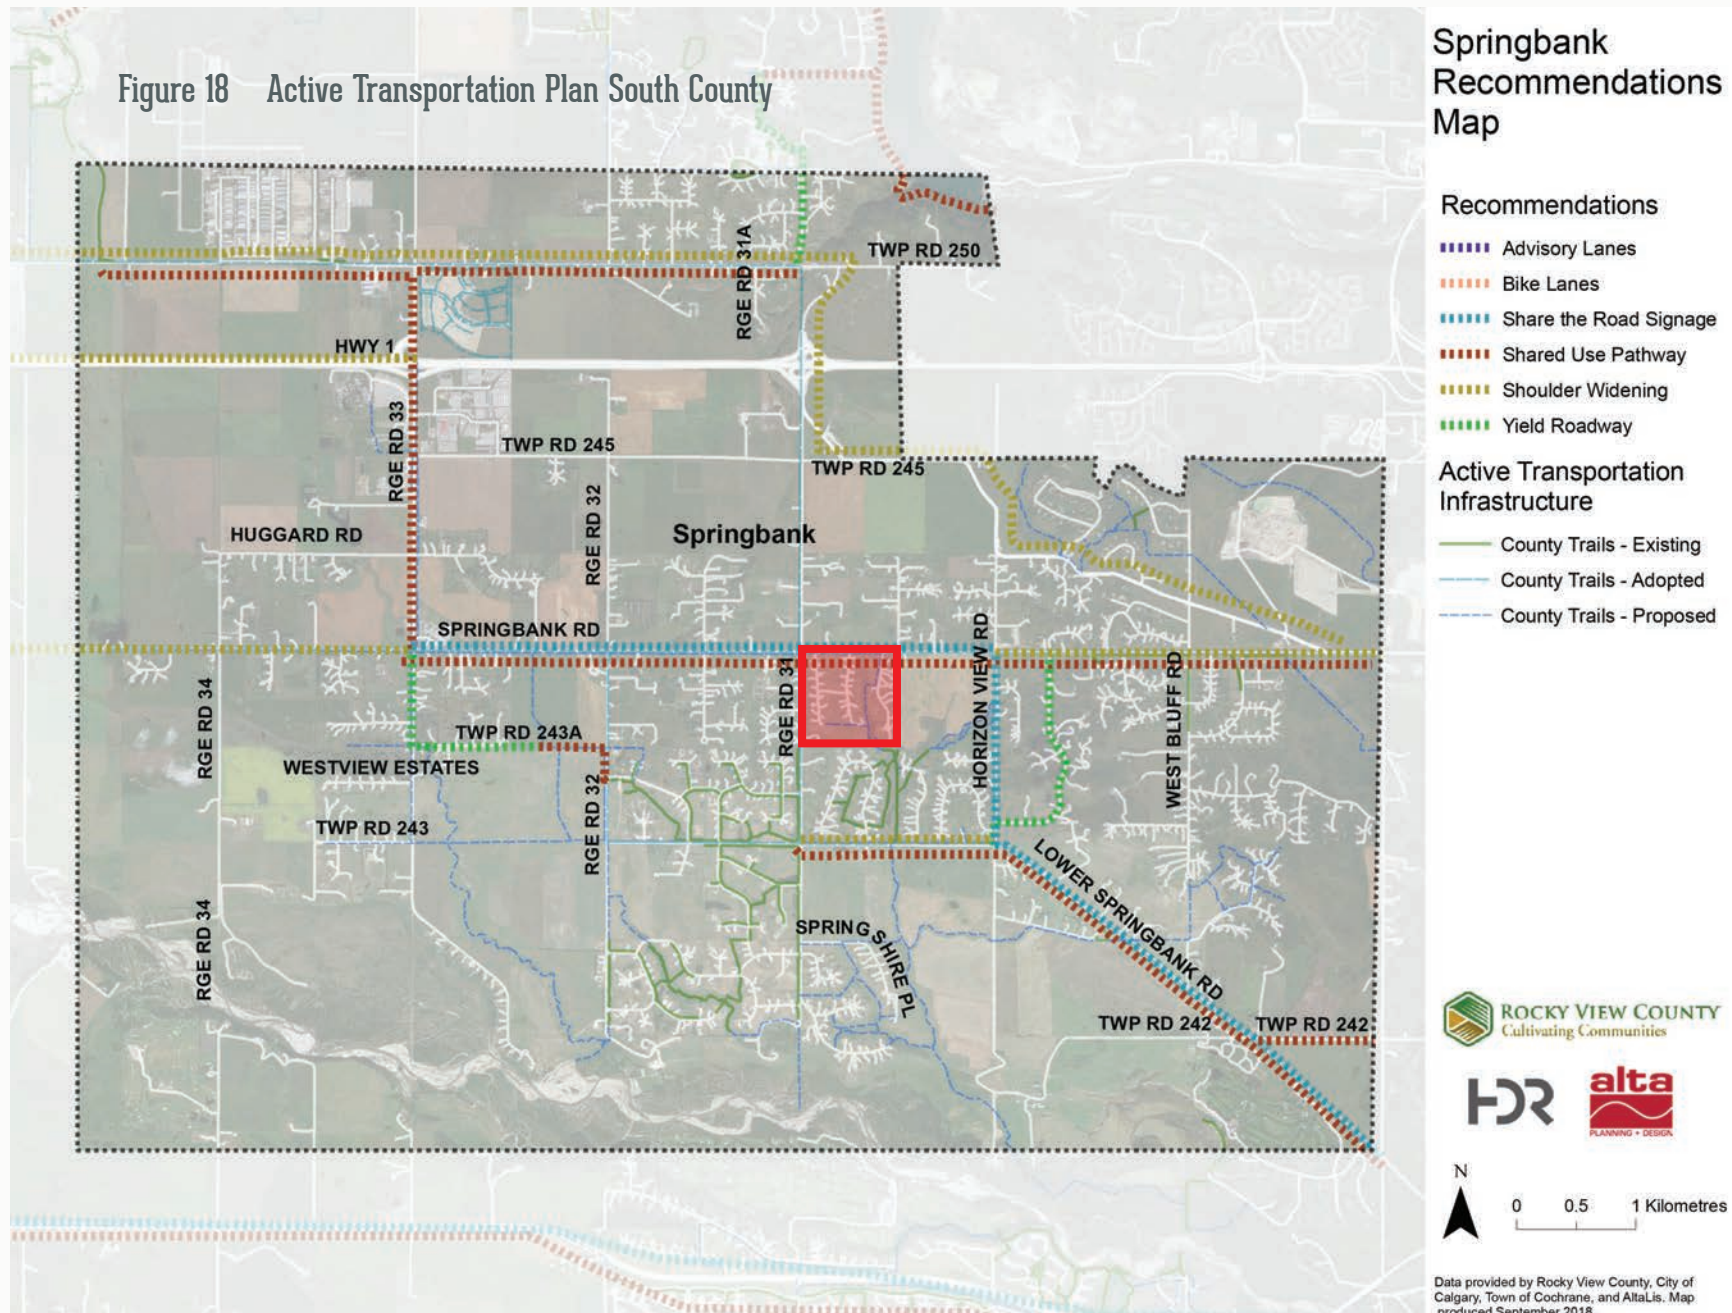 Figure 18 Active Transportation Plan South County
Springbank
Recommendations
Map
Recommendations
Advisory Lanes
Bike Lanes
Share the Road Signage
Shared Use Pathway
Shoulder Widening
Yield Roadway
Active Transportation
Infrastructure
County Trails - Existing
County Trails - Adopted
County Trails - Proposed
TWP RD 250
RGE RD 31A
HWY 1
RGE RD 33
TWP RD 245
TWP RD 245
RGE RD 32
HUGGARD RD
Springbank
SPRINGBANK RD
HORIZON VIEW RD
RGE RD 34
RGE RD 31
WEST BLUFF RD
TWP RD 243A
WESTVIEW ESTATES
RGE RD 32
TWP RD 243
LOWER SPRINGBANK RD
RGE RD 34
SPRING SHIRE PL
TWP RD 242
TWP RD 242
ROCKY VIEW COUNTY
Cultivating Communities
HDR
alta
PLANNING + DESIGN
N
0 0.5 1 Kilometres
Data provided by Rocky View County, City of
Calgary, Town of Cochrane, and AltaLis. Map
produced September 2018